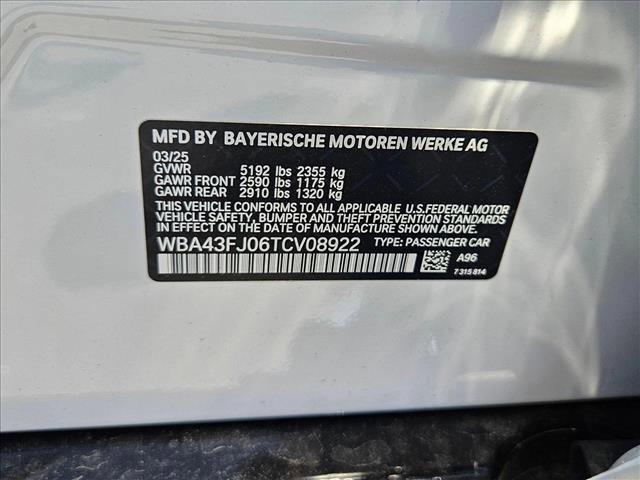 MFD BY BAYERISCHE MOTOREN WERKE AG
03/25
GVWR 5192 lbs 2355 kg
GAWR FRONT 2590 lbs 1175 kg
GAWR REAR 2910 lbs 1320 kg
THIS VEHICLE CONFORMS TO ALL APPLICABLE U.S. FEDERAL MOTOR
VEHICLE SAFETY, BUMPER AND THEFT PREVENTION STANDARDS
IN EFFECT ON THE DATE OF MANUFACTURE SHOWN ABOVE.
WBA43FJ06TCV08922 TYPE: PASSENGER CAR
A96
7 315 814